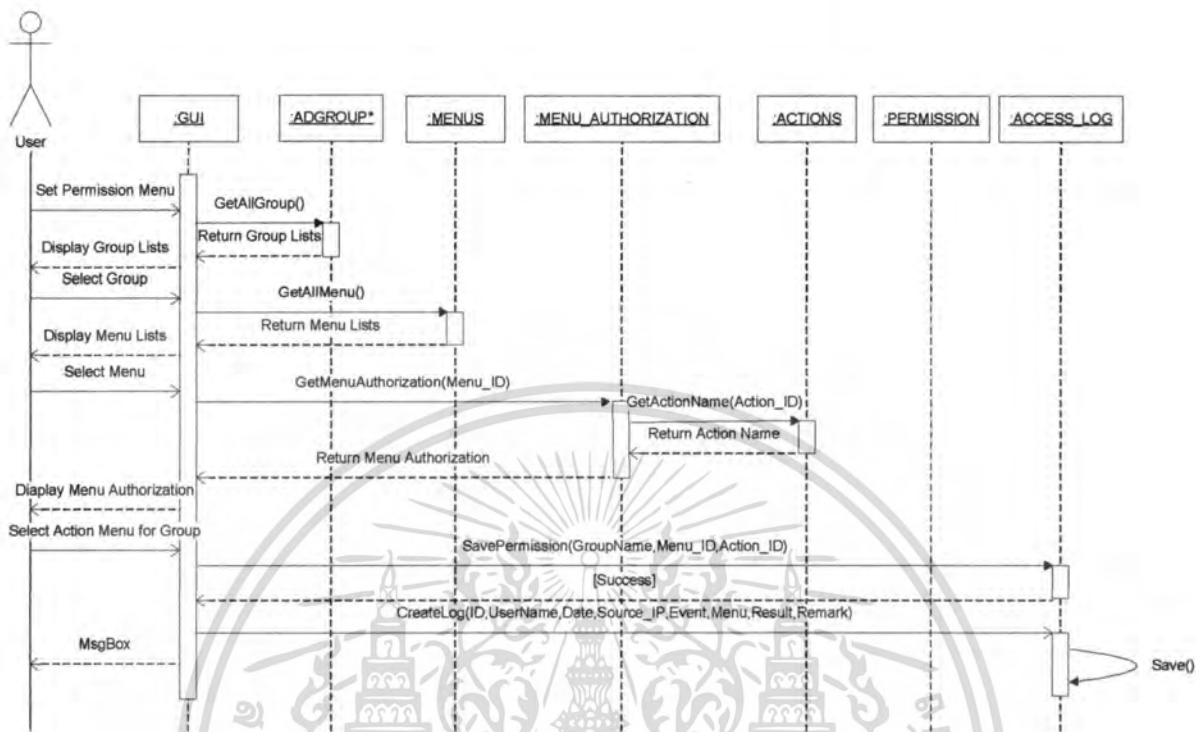 User
:GUI
:ADGROUP*
:MENUS
:MENU_AUTHORIZATION
:ACTIONS
:PERMISSION
:ACCESS_LOG
Set Permission Menu
GetAllGroup()
Return Group Lists
Display Group Lists
Select Group
GetAllMenu()
Return Menu Lists
Display Menu Lists
Select Menu
GetMenuAuthorization(Menu_ID)
GetActionName(Action_ID)
Return Action Name
Return Menu Authorization
Diaplay Menu Authorization
Select Action Menu for Group
SavePermission(GroupName,Menu_ID,Action_ID)
[Success]
CreateLog(ID,UserName,Date,Source_IP,Event,Menu,Result,Remark)
MsgBox
Save()